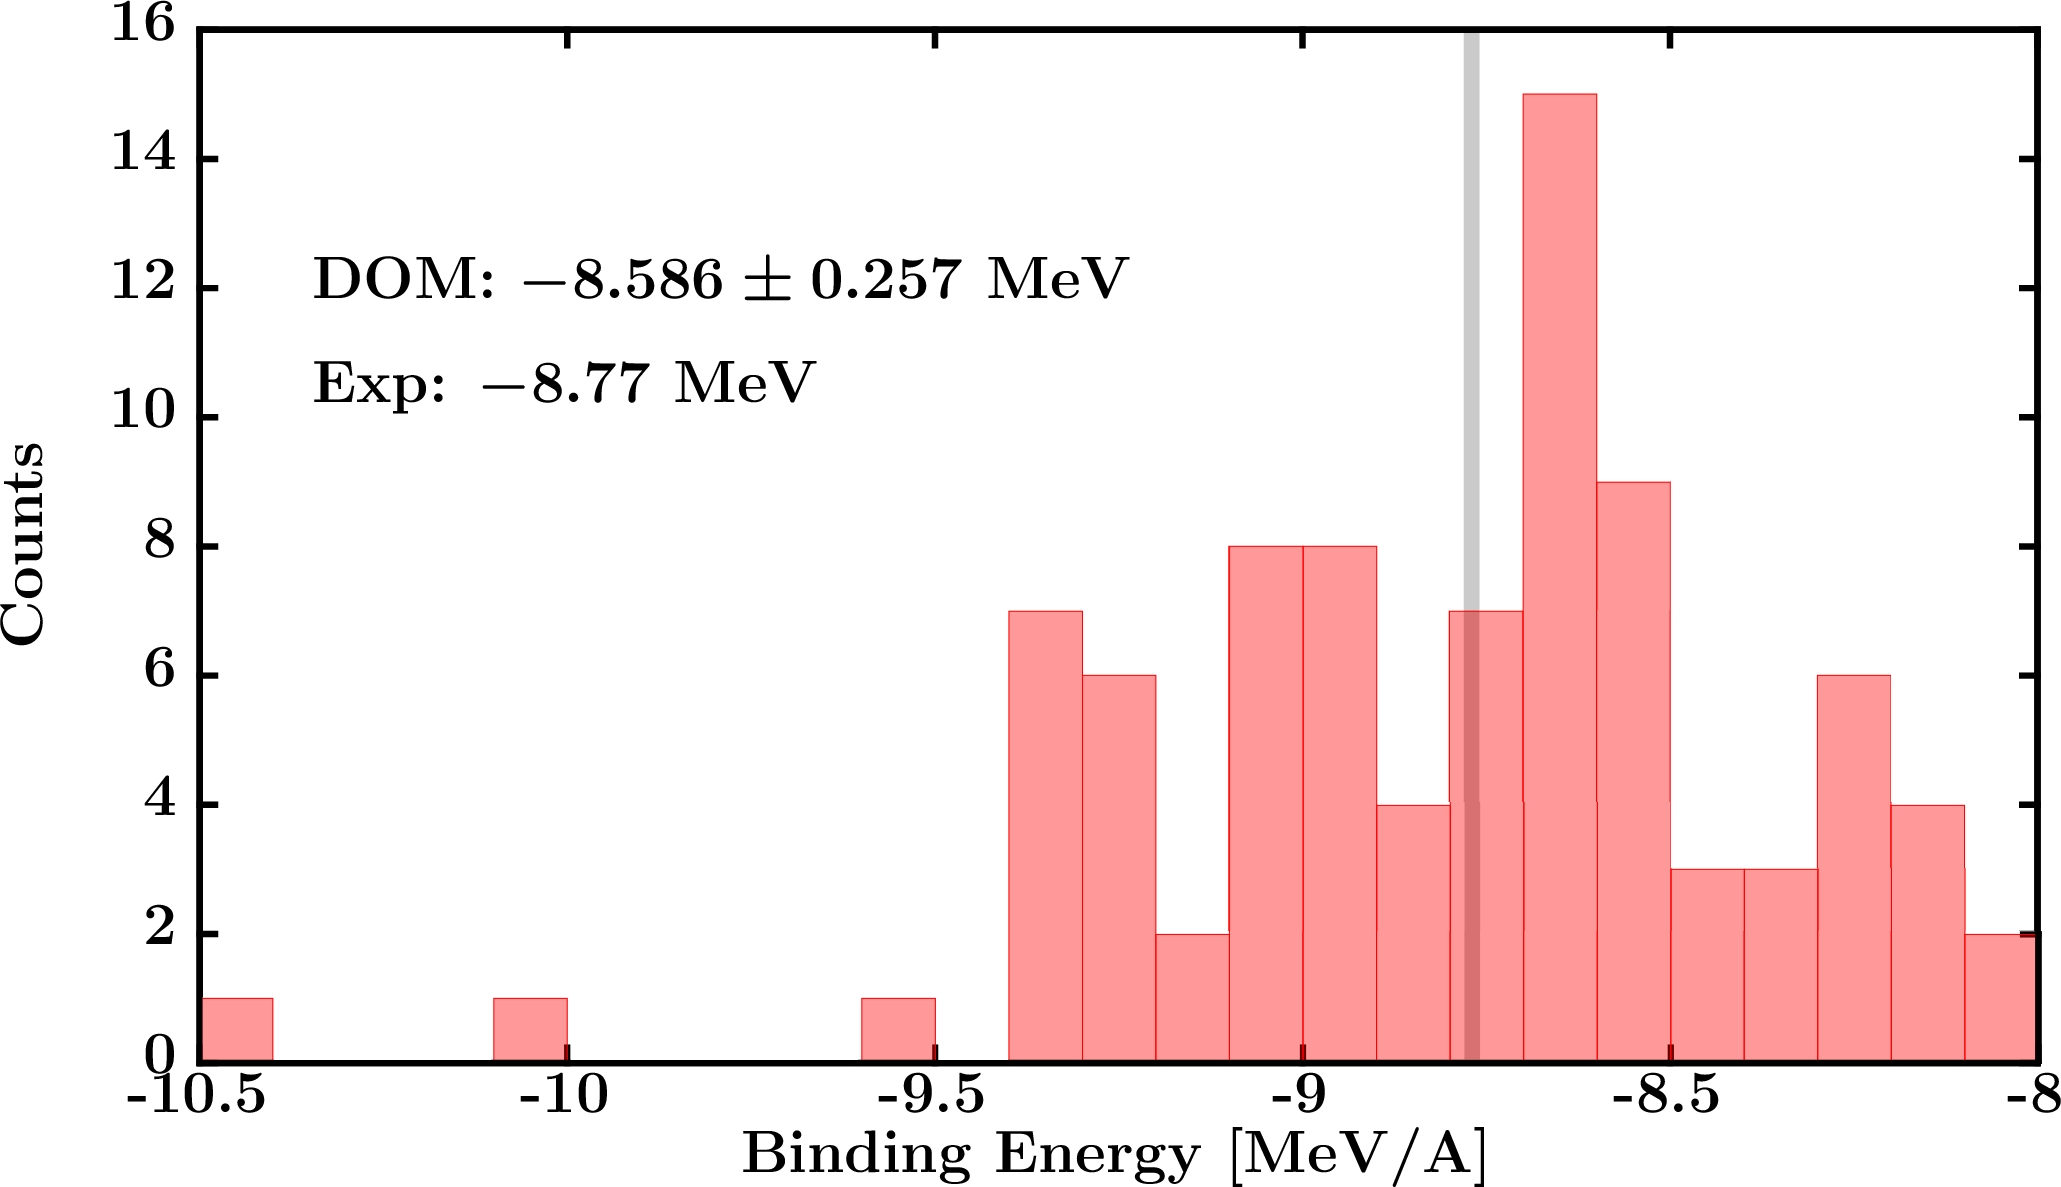 16
14
12
10
8
6
4
2
0
Counts
DOM: −8.586 ± 0.257 MeV
Exp: −8.77 MeV
-10.5 -10 -9.5 -9 -8.5 -8
Binding Energy [MeV/A]